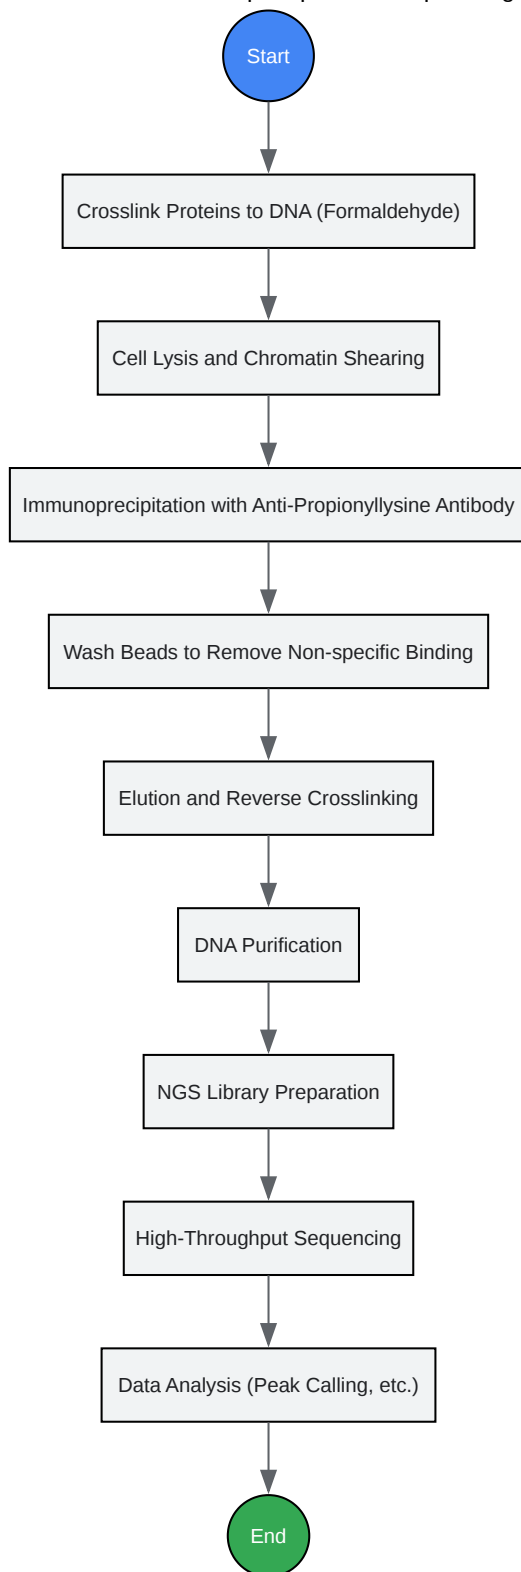 Start
Crosslink Proteins to DNA (Formaldehyde)
Cell Lysis and Chromatin Shearing
Immunoprecipitation with Anti-Propionyllysine Antibody
Wash Beads to Remove Non-specific Binding
Elution and Reverse Crosslinking
DNA Purification
NGS Library Preparation
High-Throughput Sequencing
Data Analysis (Peak Calling, etc.)
End